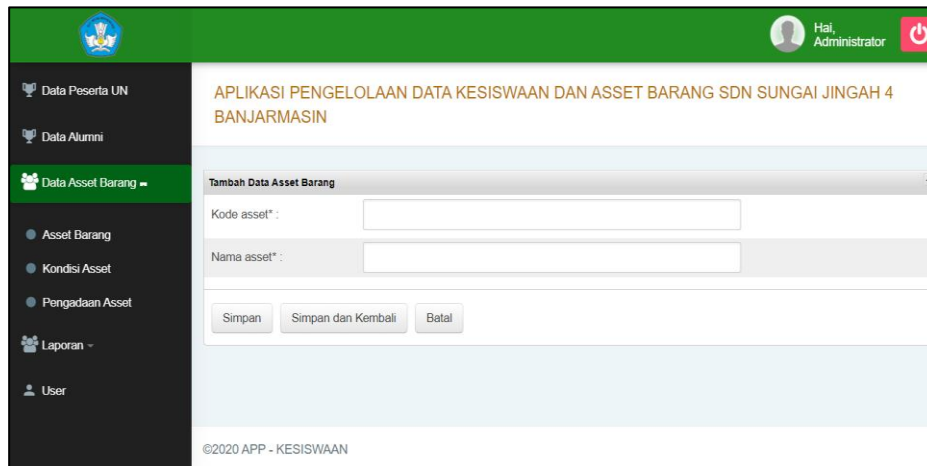 Hai,
Administrator
Data Peserta UN
Data Alumni
Data Asset Barang
Asset Barang
Kondisi Asset
Pengadaan Asset
Laporan
User
APLIKASI PENGELOLAAN DATA KESISWAAN DAN ASSET BARANG SDN SUNGAI JINGAH 4
BANJARMASIN
Tambah Data Asset Barang
Kode asset* :
Nama asset* :
Simpan Simpan dan Kembali Batal
©2020 APP - KESISWAAN